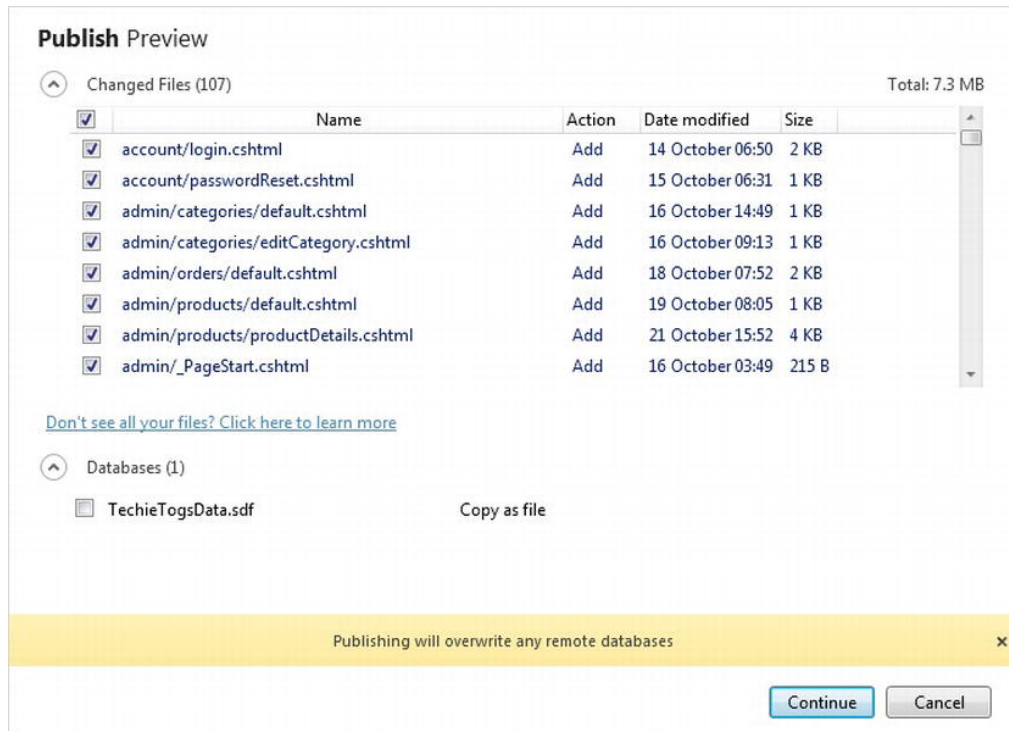 Publish Preview
Changed Files (107) Total: 7.3 MB
Name Action Date modified Size
account/login.cshtml Add 14 October 06:50 2 KB
account/passwordReset.cshtml Add 15 October 06:31 1 KB
admin/categories/default.cshtml Add 16 October 14:49 1 KB
admin/categories/editCategory.cshtml Add 16 October 09:13 1 KB
admin/orders/default.cshtml Add 18 October 07:52 2 KB
admin/products/default.cshtml Add 19 October 08:05 1 KB
admin/products/productDetails.cshtml Add 21 October 15:52 4 KB
admin/_PageStart.cshtml Add 16 October 03:49 215 B
Don't see all your files? Click here to learn more
Databases (1)
TechieTogsData.sdf Copy as file
Publishing will overwrite any remote databases
Continue Cancel